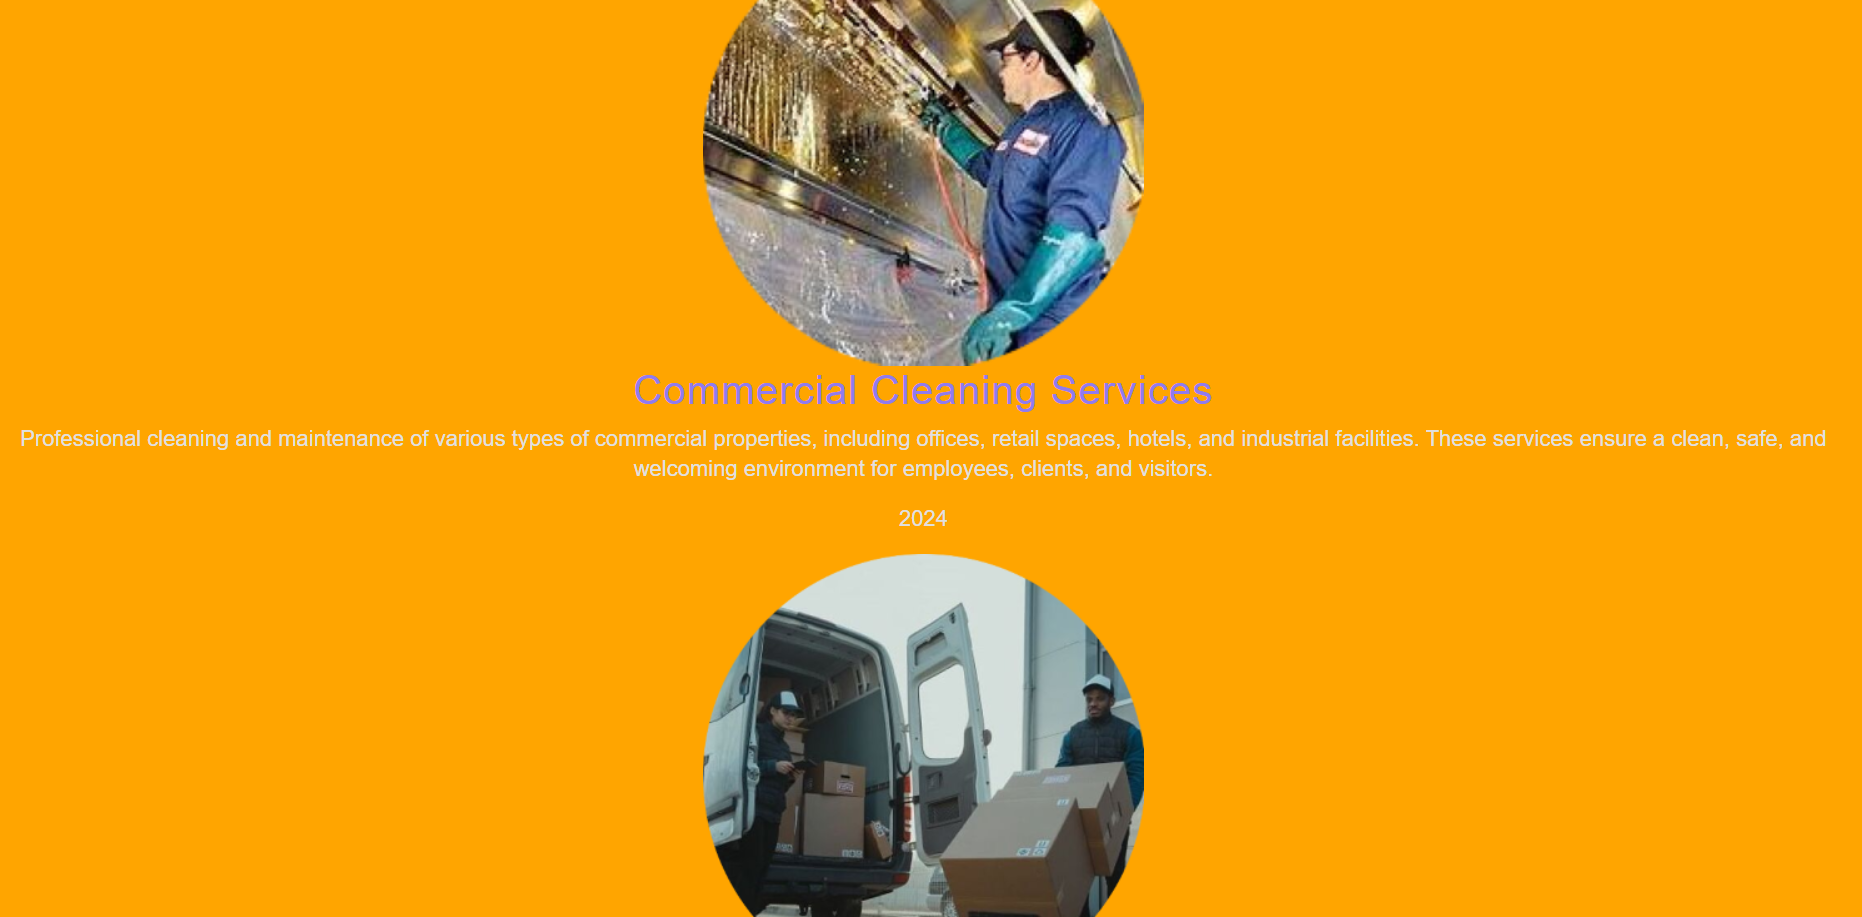 Commercial Cleaning Services
Professional cleaning and maintenance of various types of commercial properties, including offices, retail spaces, hotels, and industrial facilities. These services ensure a clean, safe, and
welcoming environment for employees, clients, and visitors.
2024